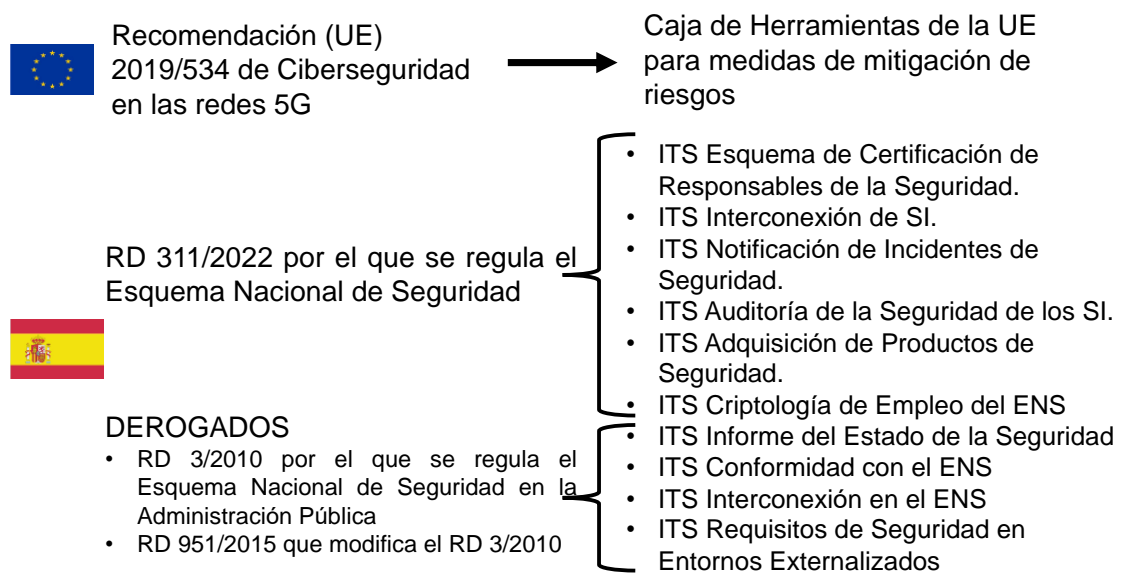 Recomendación (UE)
2019/534 de Ciberseguridad
en las redes 5G
Caja de Herramientas de la UE
para medidas de mitigación de
riesgos
RD 311/2022 por el que se regula el
Esquema Nacional de Seguridad
• ITS Esquema de Certificación de
Responsables de la Seguridad.
• ITS Interconexión de SI.
• ITS Notificación de Incidentes de
Seguridad.
• ITS Auditoría de la Seguridad de los SI.
• ITS Adquisición de Productos de
Seguridad.
• ITS Criptología de Empleo del ENS
DEROGADOS
• RD 3/2010 por el que se regula el
Esquema Nacional de Seguridad en la
Administración Pública
• RD 951/2015 que modifica el RD 3/2010
• ITS Informe del Estado de la Seguridad
• ITS Conformidad con el ENS
• ITS Interconexión en el ENS
• ITS Requisitos de Seguridad en
Entornos Externalizados